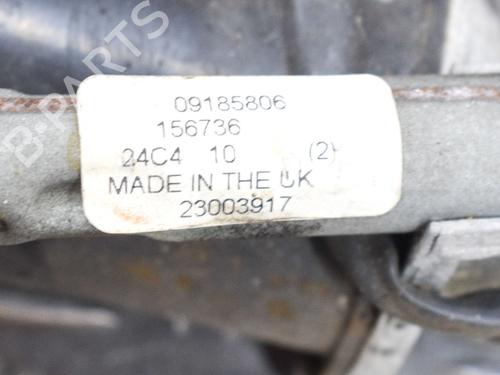 B-PARTS
09185806
156736
24C4 10 (2)
MADE IN THE UK
23003917